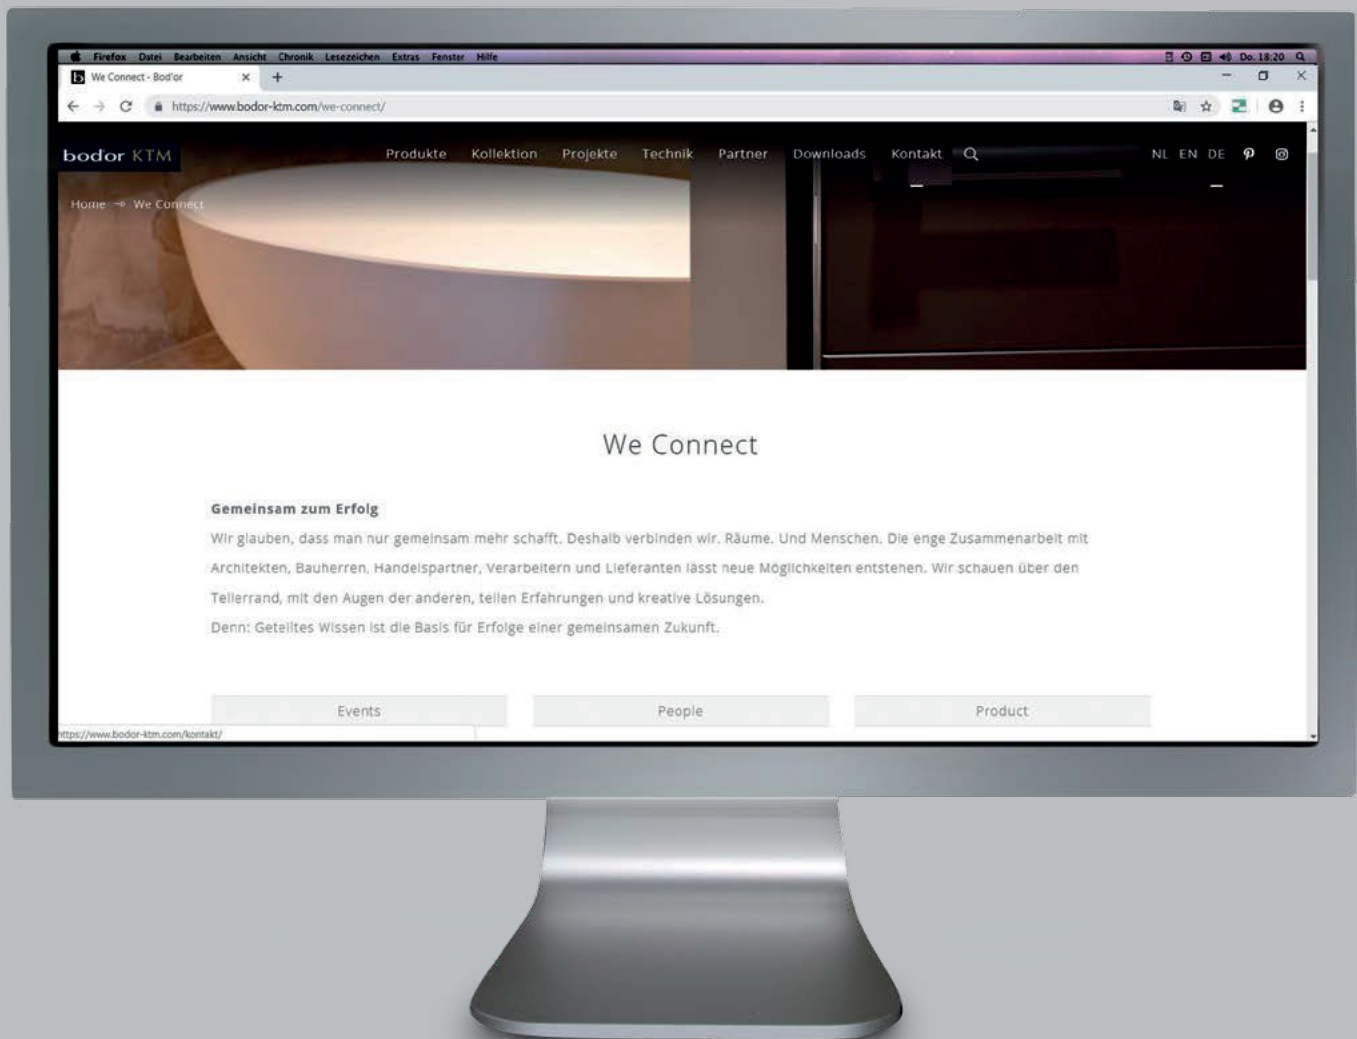 Firefox Datei Bearbeiten Ansicht Chronik Lesezeichen Extras Fenster Hilfe Do. 18:20
We Connect - Bod'or
https://www.bodor-ktm.com/we-connect/
bod'or KTM Produkte Kollektion Projekte Technik Partner Downloads Kontakt NL EN DE
Home We Connect
We Connect
Gemeinsam zum Erfolg
Wir glauben, dass man nur gemeinsam mehr schafft. Deshalb verbinden wir. Räume. Und Menschen. Die enge Zusammenarbeit mit
Architekten, Bauherren, Handelspartner, Verarbeitern und Lieferanten lässt neue Möglichkeiten entstehen. Wir schauen über den
Tellerrand, mit den Augen der anderen, teilen Erfahrungen und kreative Lösungen.
Denn: Geteiltes Wissen ist die Basis für Erfolge einer gemeinsamen Zukunft.
Events People Product
https://www.bodor-ktm.com/kontakt/